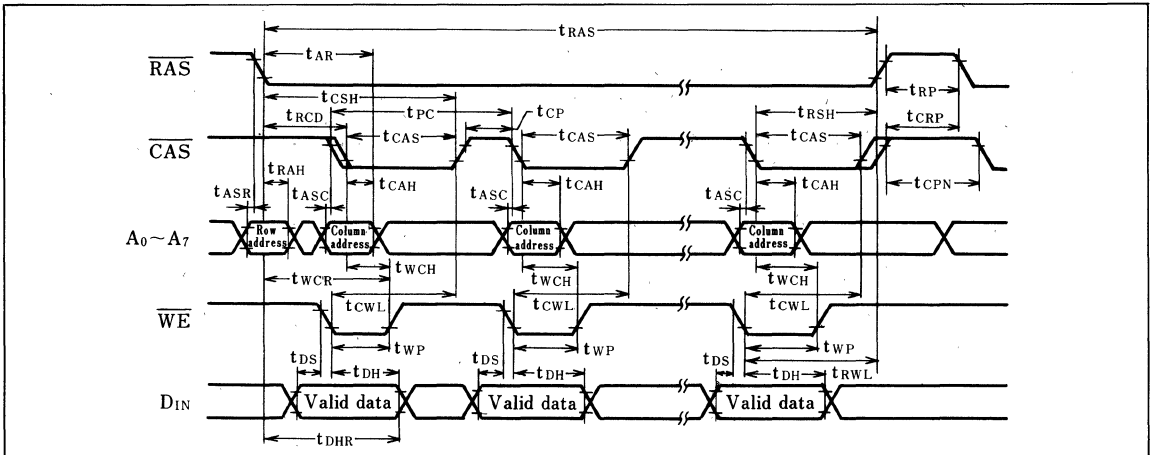 tRAS
tAR
RAS
tRP
tCSH
tPC
tCP
tRSH
tRCD
tCRP
tCAS
tCAS
tCAS
CAS
tRAH
tCPN
tASR
tASC
tCAH
tASC
tCAH
tASC
tCAH
A0~A7
Row address
Column address
Column address
Column address
tWCH
tWCH
tWCH
tWCR
tCWL
tCWL
tCWL
WE
tWP
tWP
tWP
tDS
tDS
tDS
tDH
tDH
tDH
tRWL
DIN
Valid data
Valid data
Valid data
tDHR